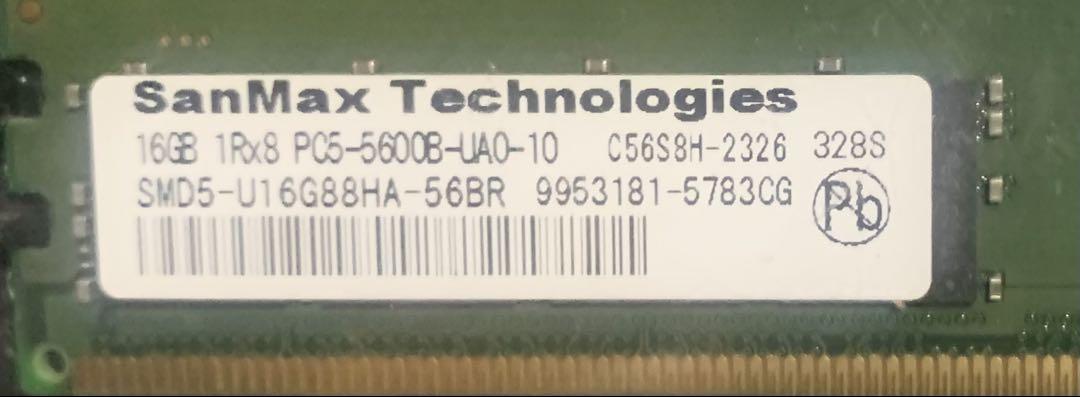 SanMax Technologies
16GB 1Rx8 PC5-5600B-UA0-10 C56S8H-2326 328S
SMD5-U16G88HA-56BR 9953181-5783CG Pb